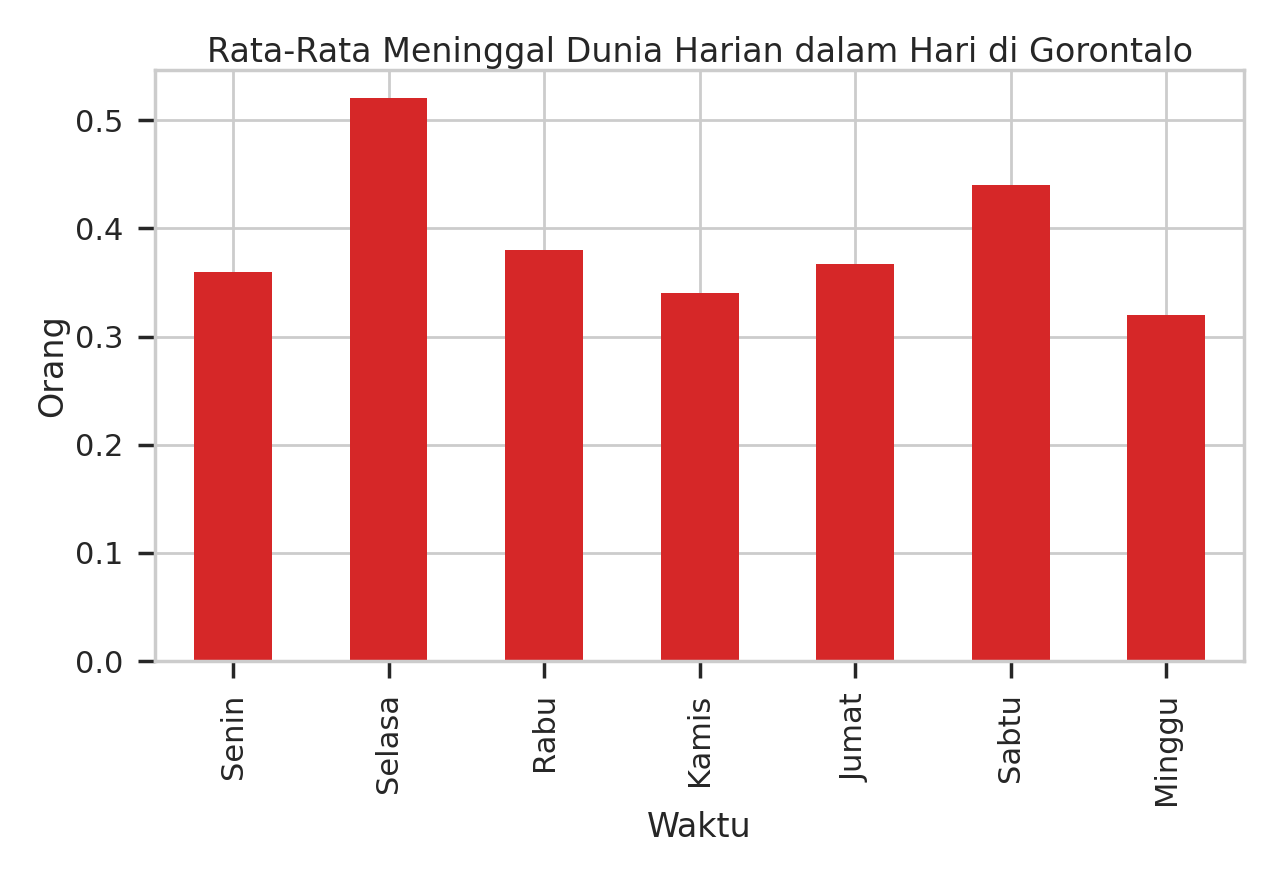 Rata-Rata Meninggal Dunia Harian dalam Hari di Gorontalo
Orang
0.5
0.4
0.3
0.2
0.1
0.0
Senin
Selasa
Rabu
Kamis
Jumat
Sabtu
Minggu
Waktu